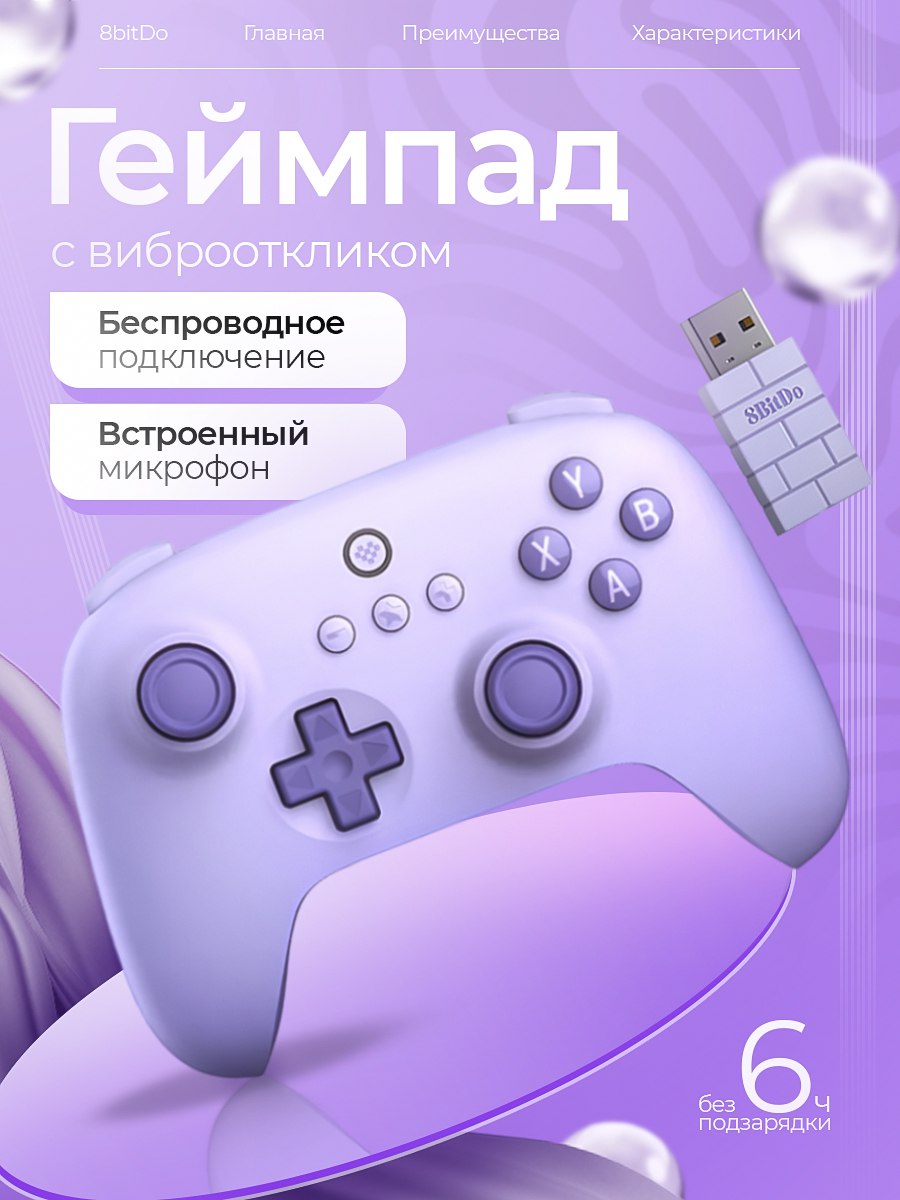 8bitDo Главная Преимущества Характеристики
Геймпад
с виброоткликом
Беспроводное
подключение
Встроенный
микрофон
8BitDo
Y
B
X
A
без 6 ч
подзарядки